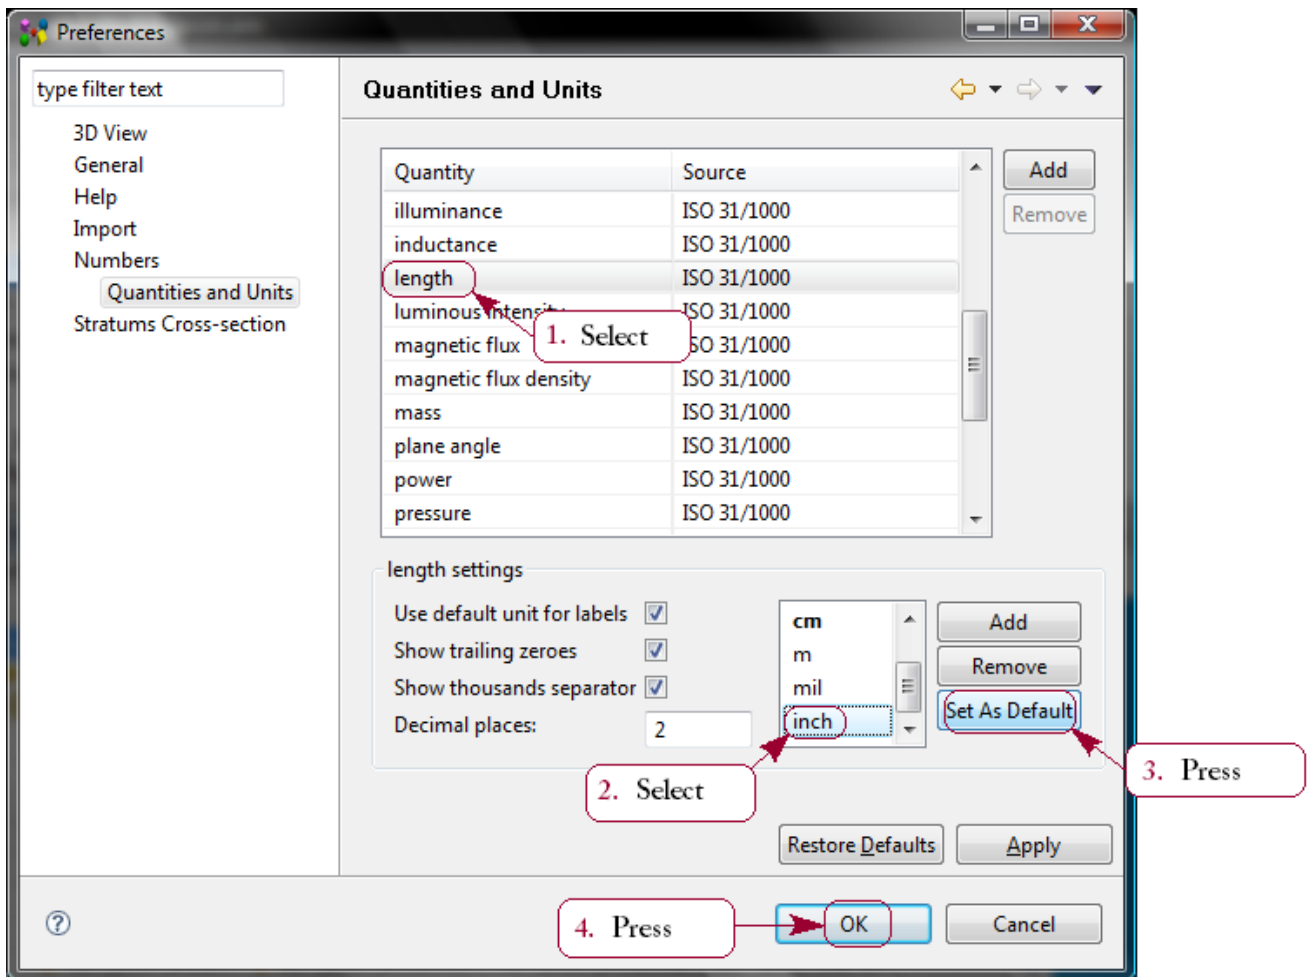 Preferences
type filter text
3D View
General
Help
Import
Numbers
Quantities and Units
Stratums Cross-section
Quantities and Units
Quantity Source
illuminance ISO 31/1000
inductance ISO 31/1000
length ISO 31/1000
luminous intensity ISO 31/1000
magnetic flux SO 31/1000
magnetic flux density ISO 31/1000
mass ISO 31/1000
plane angle ISO 31/1000
power ISO 31/1000
pressure ISO 31/1000
Add
Remove
1. Select
length settings
Use default unit for labels
Show trailing zeroes
Show thousands separator
Decimal places: 2
cm
m
mil
inch
Add
Remove
Set As Default
2. Select
3. Press
Restore Defaults
Apply
4. Press
OK
Cancel